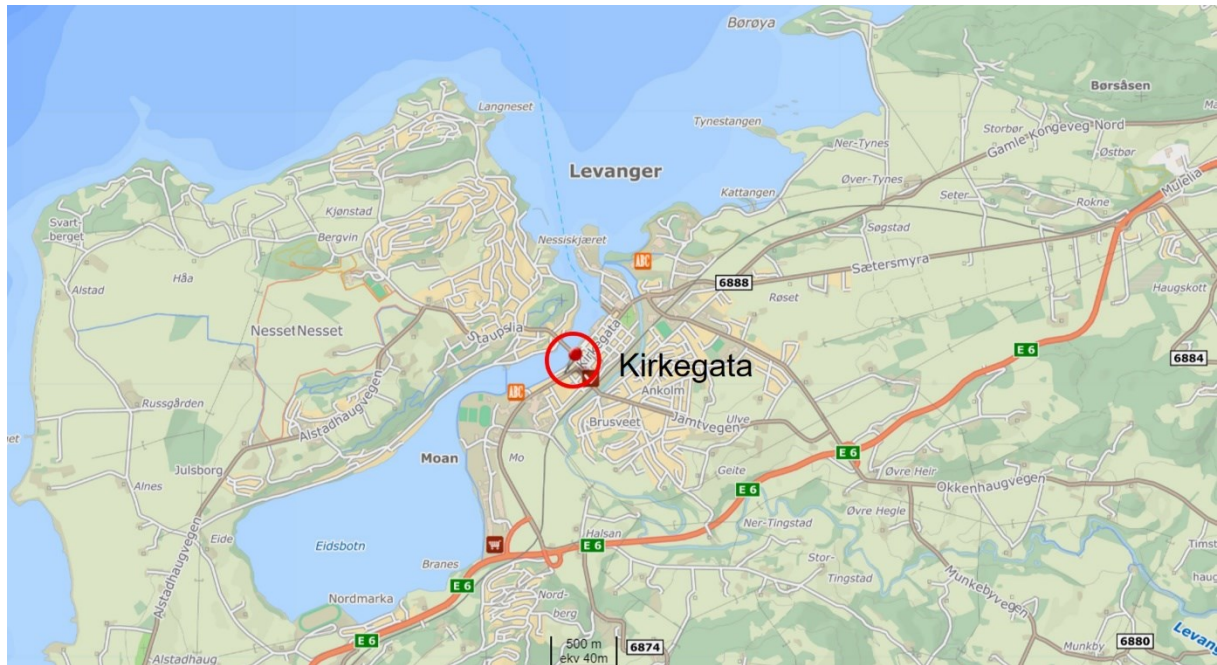 Børøya
Børsåsen
Langneset
Tynestangen
Storbør
Gamle Kongeveg Nord
Østbør
Ner-Tynes
Mulelia
Levanger
Kattangen
Øver-Tynes
Seter
Rokne
Kjønstad
Svart-
berget
Bergvin
Nessiskjæret
Søgstad
ABC
Sætersmyra
Håa
Alstad
6888
Røset
Haugskott
NessetNesset
Staupslia
Kirkegata
Kirkegata
E 6
6884
ABC
Ankolm
Russgården
Alstadhaugvegen
Brusveet
Jamtvegen
Ulve
Moan
Mo
Julsborg
Geite
E 6
Øvre Heir
Alnes
E 6
Okkenhaugvegen
Øvre Hegle
Eide
Eidsbotn
Halsan
Ner-Tingstad
E 6
Stor-
Tingstad
Alstadhaugvegen
Branes
E 6
Munkebyvegen
Nordmarka
Nord-
berg
500 m
ekv 40m
E 6
6874
Munkby
6880
Alstadhaug